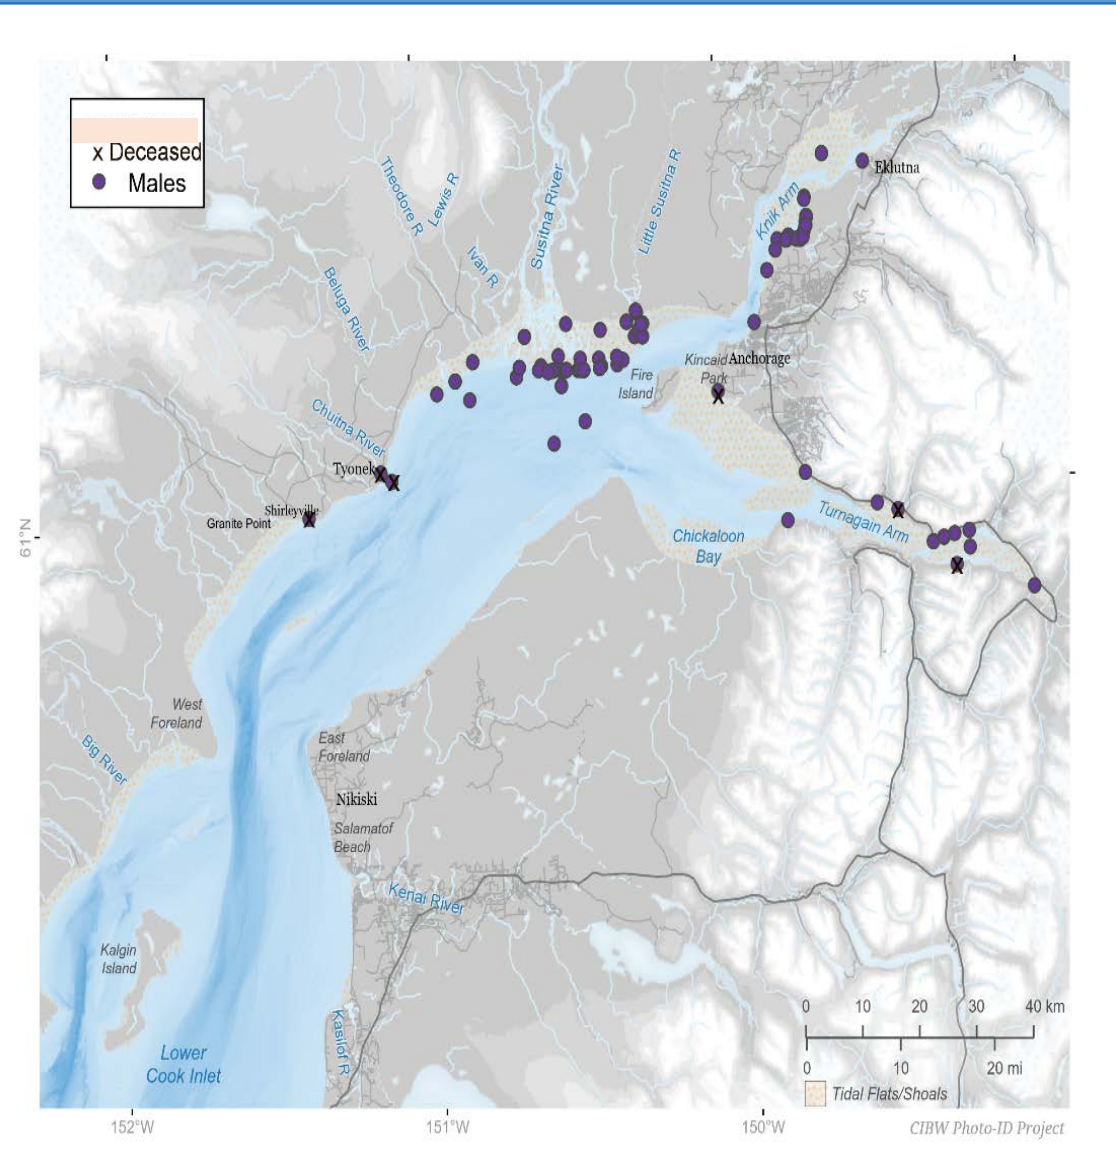 x Deceased
Males
Theodore R
Lewis R
Ivan R
Susitna River
Little Susitna R
Knik Arm
Eklutna
Beluga River
Kincaid
Park
Anchorage
Fire
Island
Chuitna River
Tyonek
Shirleyville
Granite Point
Turnagain Arm
Chickaloon
Bay
61°N
West
Foreland
East
Foreland
Big River
Nikiski
Salamatof
Beach
Kenai River
Kalgin
Island
Kasilof R
Lower
Cook Inlet
0 10 20 30 40 km
0 10 20 mi
Tidal Flats/Shoals
152°W 151°W 150°W
CIBW Photo-ID Project